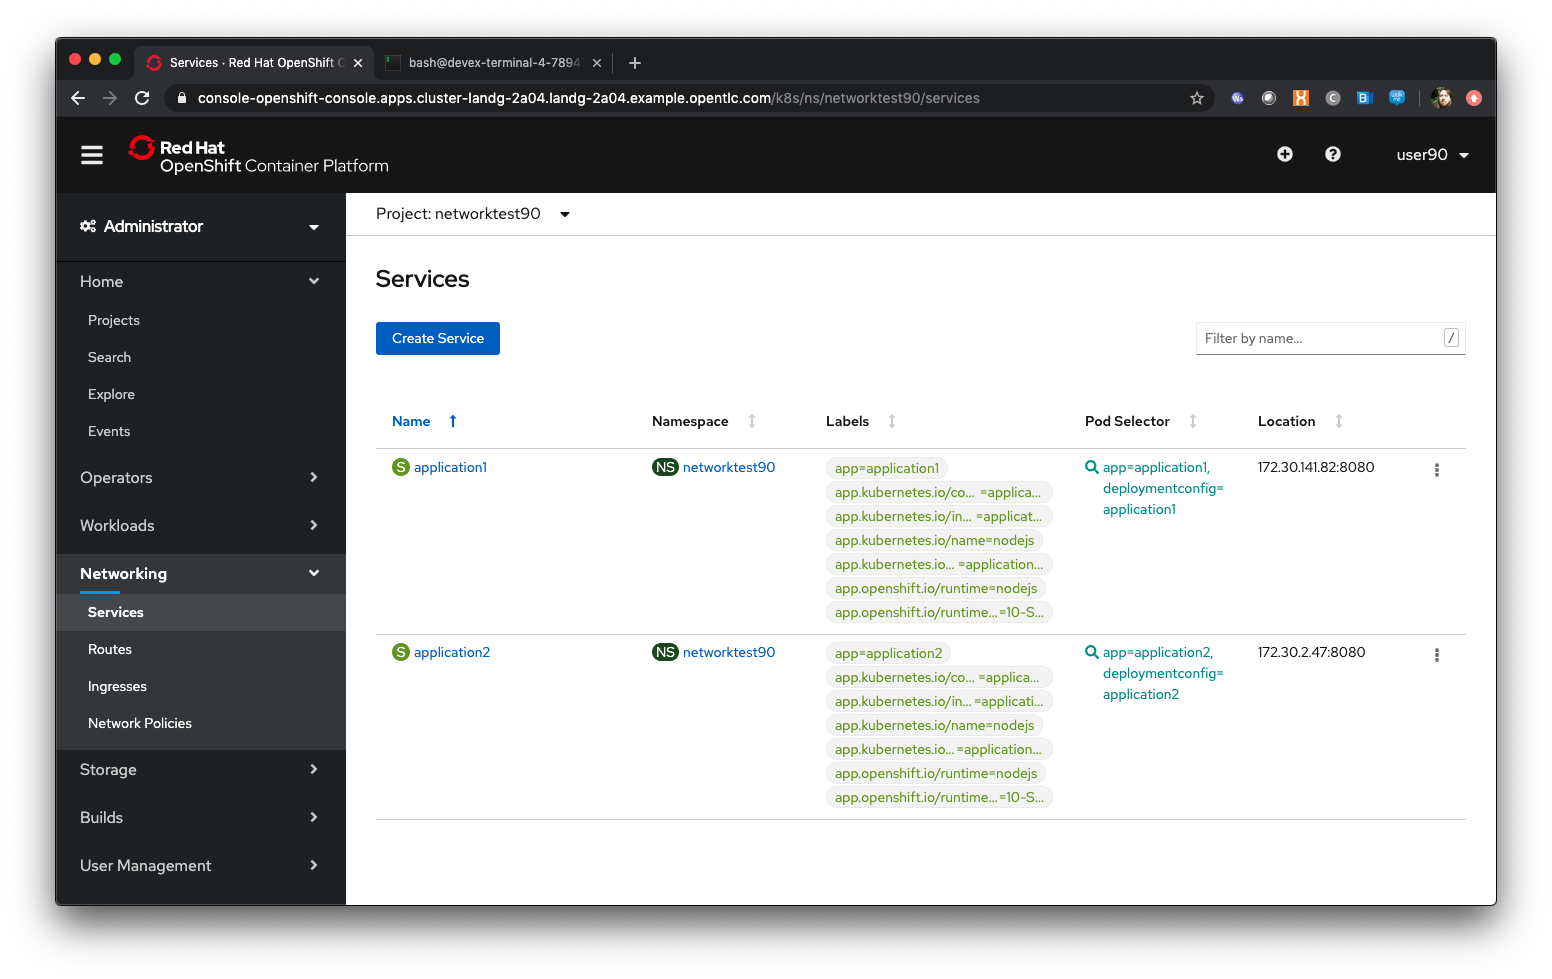 Services · Red Hat OpenShift C
bash@devex-terminal-4-7894
console-openshift-console.apps.cluster-landg-2a04.landg-2a04.example.opentlc.com/k8s/ns/networktest90/services
Red Hat
OpenShift Container Platform
user90
Administrator
Home
Projects
Search
Explore
Events
Operators
Workloads
Networking
Services
Routes
Ingresses
Network Policies
Storage
Builds
User Management
Project: networktest90
Services
Create Service
Filter by name...
/
Name Namespace Labels Pod Selector Location
S application1
NS networktest90
app=application1
app.kubernetes.io/co... =applica...
app.kubernetes.io/in... =applicat...
app.kubernetes.io/name=nodejs
app.kubernetes.io... =application...
app.openshift.io/runtime=nodejs
app.openshift.io/runtime...=10-S...
app=application1,
deploymentconfig=
application1
172.30.141.82:8080
S application2
NS networktest90
app=application2
app.kubernetes.io/co... =applica...
app.kubernetes.io/in...=applicati...
app.kubernetes.io/name=nodejs
app.kubernetes.io...=application...
app.openshift.io/runtime=nodejs
app.openshift.io/runtime...=10-S...
app=application2,
deploymentconfig=
application2
172.30.2.47:8080